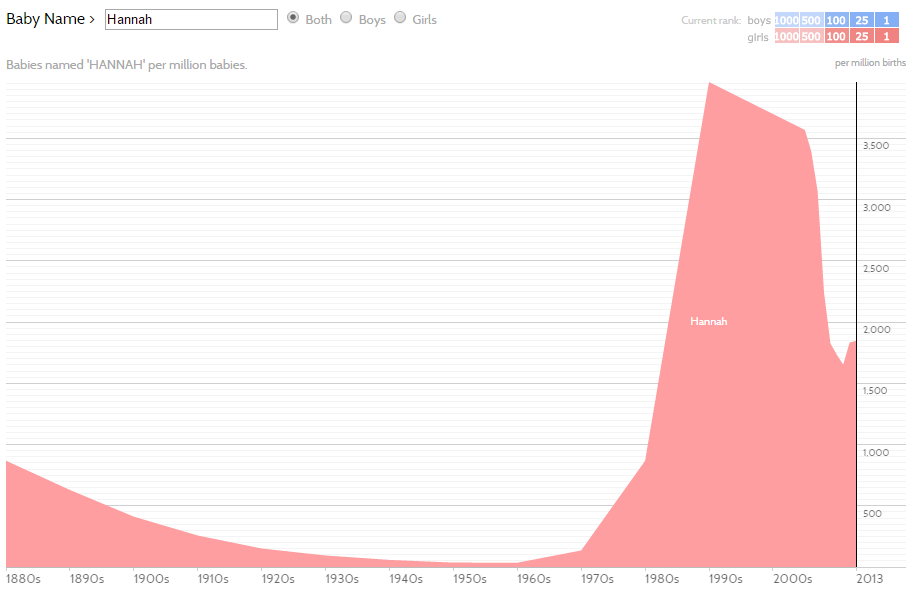 Baby Name > Hannah Both Boys Girls
Current rank: boys 1000 500 100 25 1
girls 1000 500 100 25 1
Babies named 'HANNAH' per million babies.
per million births
3,500
3,000
2,500
2,000
Hannah
1,500
1,000
500
1880s 1890s 1900s 1910s 1920s 1930s 1940s 1950s 1960s 1970s 1980s 1990s 2000s 2013